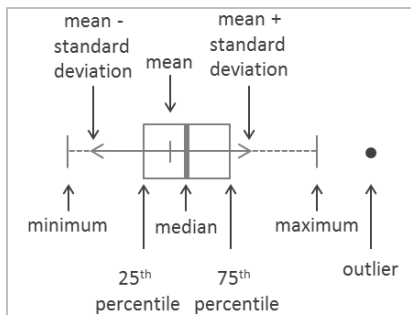 mean -
standard
deviation
mean
mean +
standard
deviation
minimum
median
maximum
25th
percentile
75th
percentile
outlier